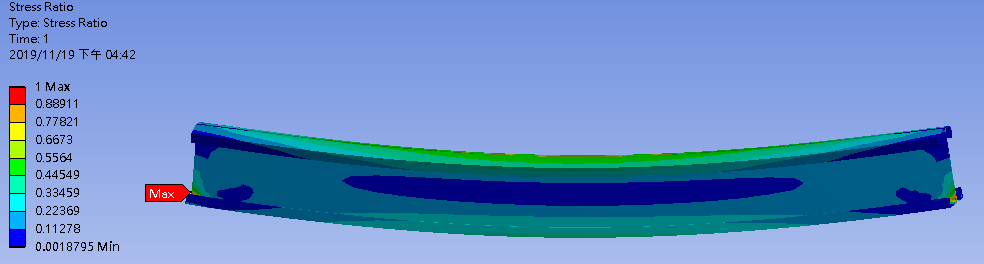 Stress Ratio
Type: Stress Ratio
Time: 1
2019/11/19 下午 04:42
1 Max
0.88911
0.77821
0.6673
0.5564
0.44549
0.33459
0.22369
0.11278
0.0018795 Min
Max